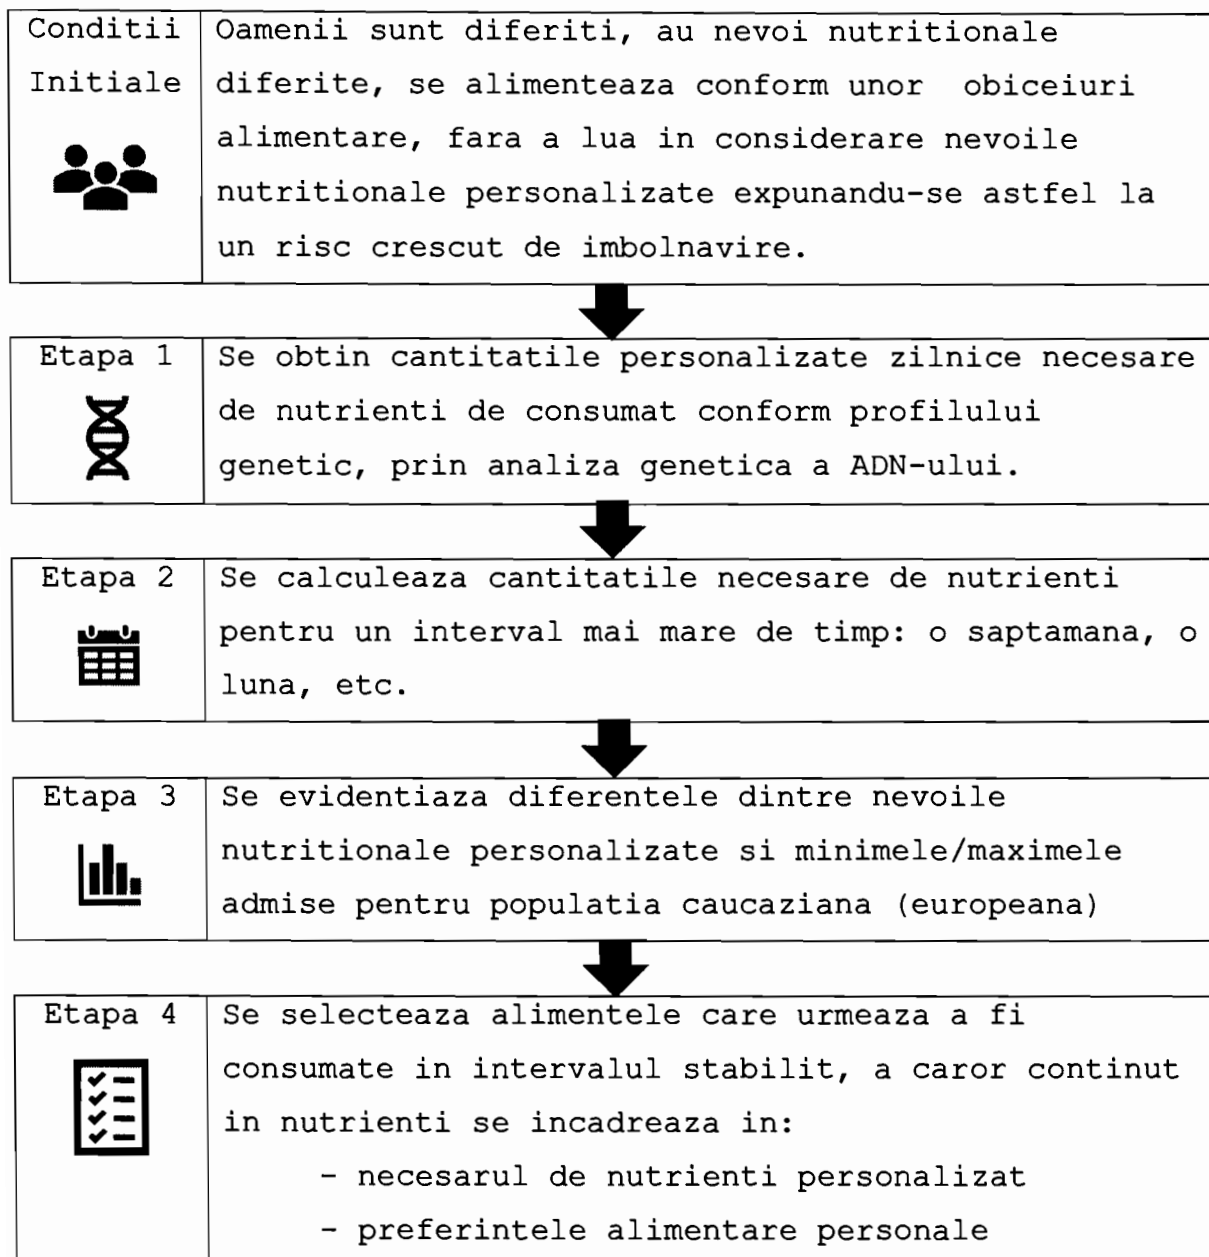 Conditii
Initiale
Oamenii sunt diferiti, au nevoi nutritionale
diferite, se alimenteaza conform unor obiceiuri
alimentare, fara a lua in considerare nevoile
nutritionale personalizate expunandu-se astfel la
un risc crescut de imbolnavire.
Etapa 1
Se obtin cantitatile personalizate zilnice necesare
de nutrienti de consumat conform profilului
genetic, prin analiza genetica a ADN-ului.
Etapa 2
Se calculeaza cantitatile necesare de nutrienti
pentru un interval mai mare de timp: o saptamana, o
luna, etc.
Etapa 3
Se evidentiaza diferentele dintre nevoile
nutritionale personalizate si minimele/maximele
admise pentru populatia caucaziana (europeana)
Etapa 4
Se selecteaza alimentele care urmeaza a fi
consumate in intervalul stabilit, a caror continut
in nutrienti se incadreaza in:
- necesarul de nutrienti personalizat
- preferintele alimentare personale